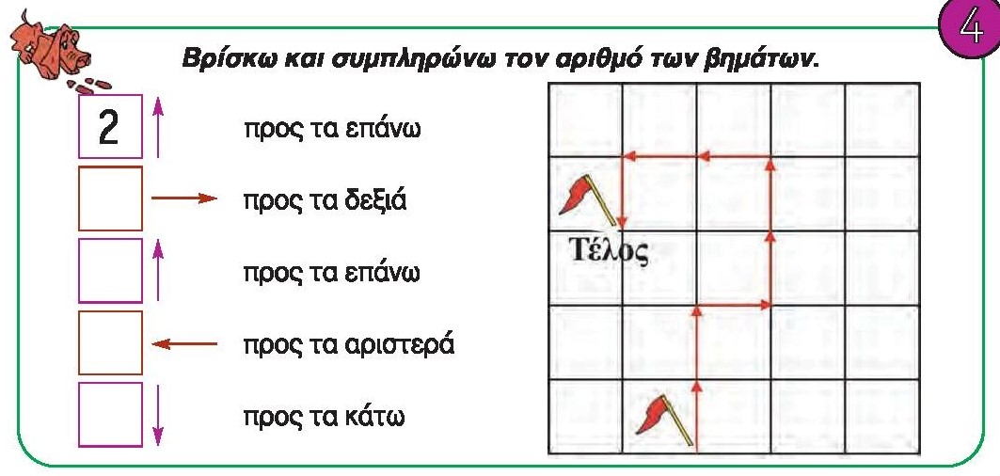 4
Βρίσκω και συμπληρώνω τον αριθμό των βημάτων.
2 προς τα επάνω
προς τα δεξιά
προς τα επάνω
προς τα αριστερά
προς τα κάτω
Τέλος